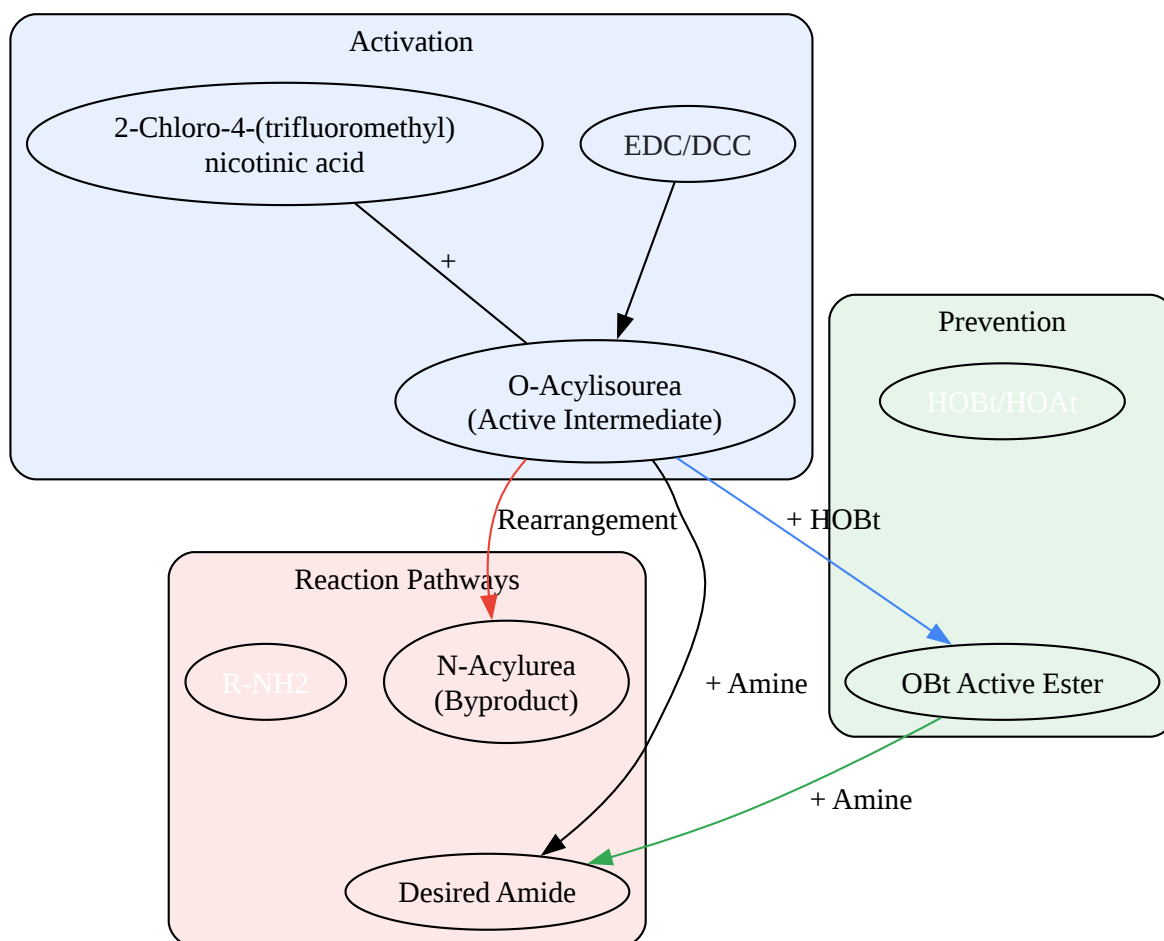 Activation
2-Chloro-4-(trifluoromethyl)
nicotinic acid
EDC/DCC
+
O-Acylisourea
(Active Intermediate)
Prevention
HOBt/HOAt
Rearrangement
+ HOBt
Reaction Pathways
R-NH2
N-Acylurea
(Byproduct)
+ Amine
OBt Active Ester
+ Amine
Desired Amide